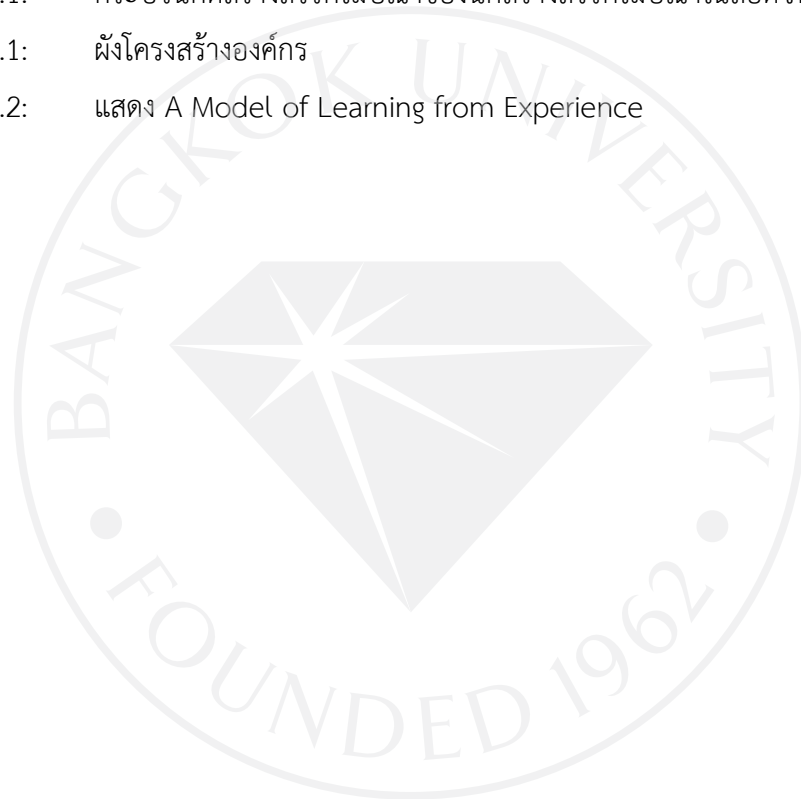 .1: ผังโครงสร้างองค์กร
.2: แสดง A Model of Learning from Experience
BANGKOK UNIVERSITY
FOUNDED 1962